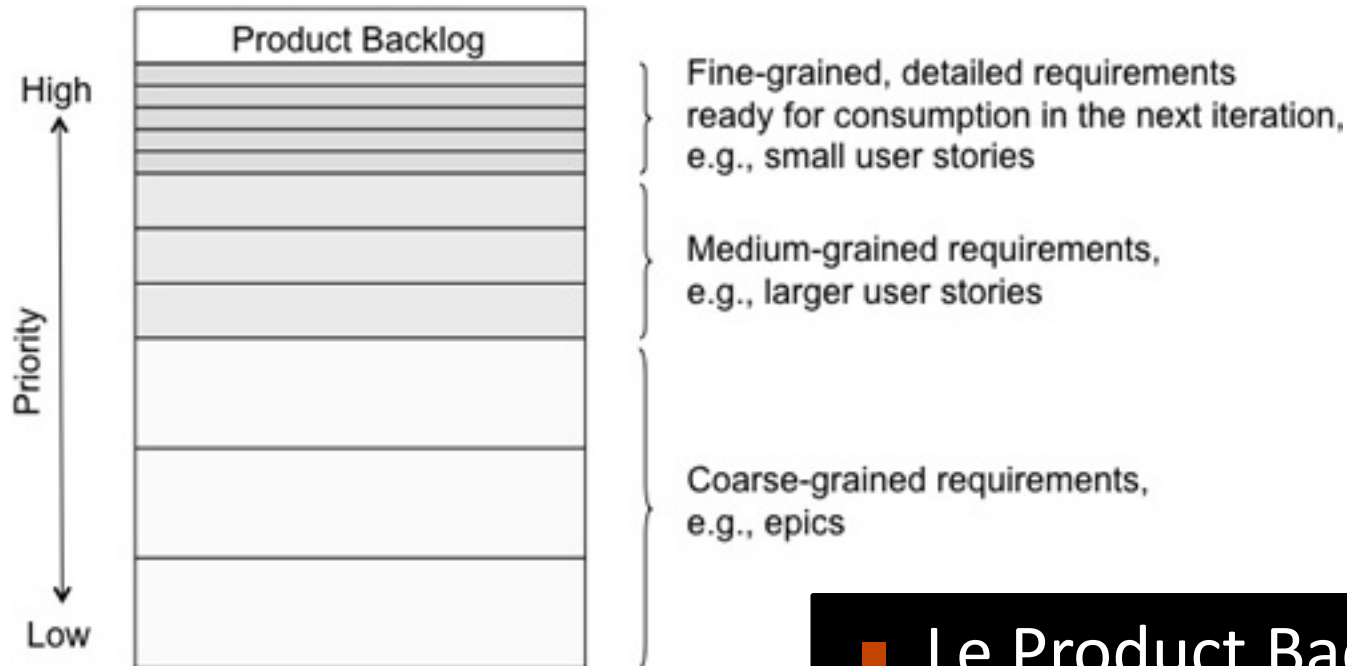 Product Backlog
High
Priority
Low
Fine-grained, detailed requirements
ready for consumption in the next iteration,
e.g., small user stories
Medium-grained requirements,
e.g., larger user stories
Coarse-grained requirements,
e.g., epics
Le Product Bac